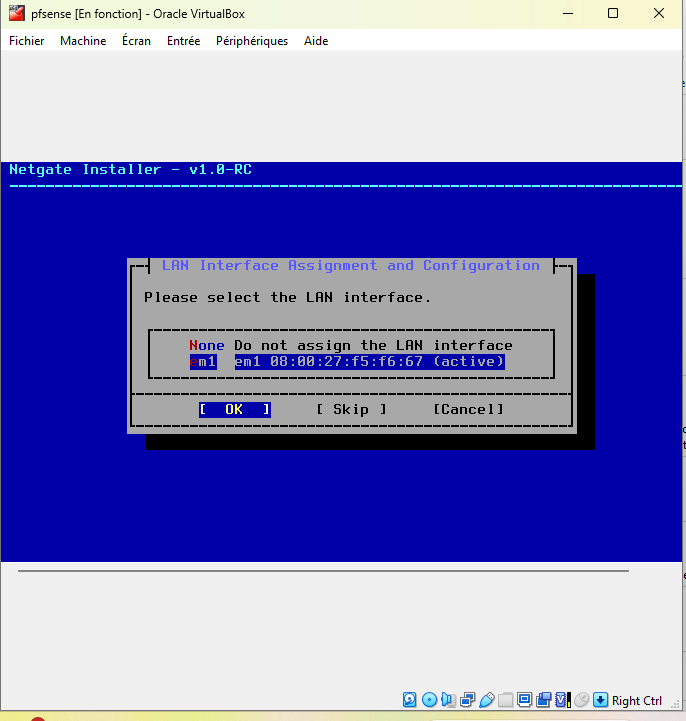 pfsense [En fonction] - Oracle VirtualBox
Fichier Machine Écran Entrée Périphériques Aide
Netgate Installer - v1.0-RC
LAN Interface Assignment and Configuration
Please select the LAN interface.
None Do not assign the LAN interface
em1 em1 08:00:27:f5:f6:67 (active)
[ OK ] [ Skip ] [Cancel]
Right Ctrl